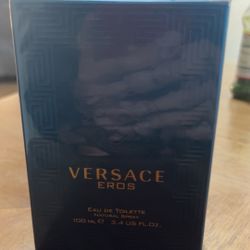 VERSACE
EROS
EAU DE TOILETTE
NATURAL SPRAY
100 ML ℮ 3.4 US FL.OZ.